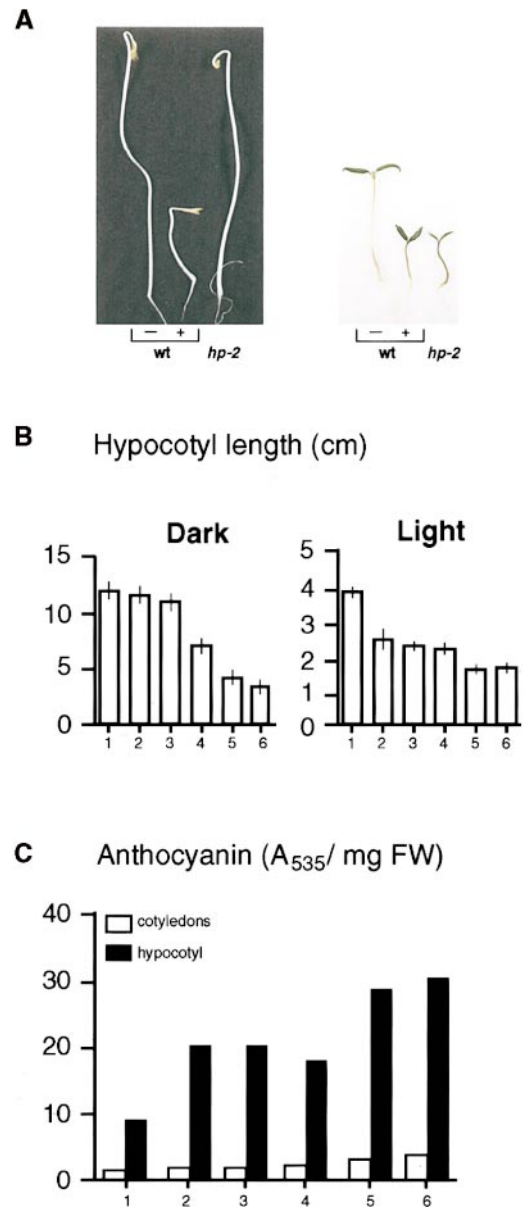 A
− + − +
wt hp-2 wt hp-2
B Hypocotyl length (cm)
Dark Light
15
10
5
0
1 2 3 4 5 6
5
4
3
2
1
0
1 2 3 4 5 6
C Anthocyanin (A535/ mg FW)
40
30
20
10
0
cotyledons
hypocotyl
1 2 3 4 5 6